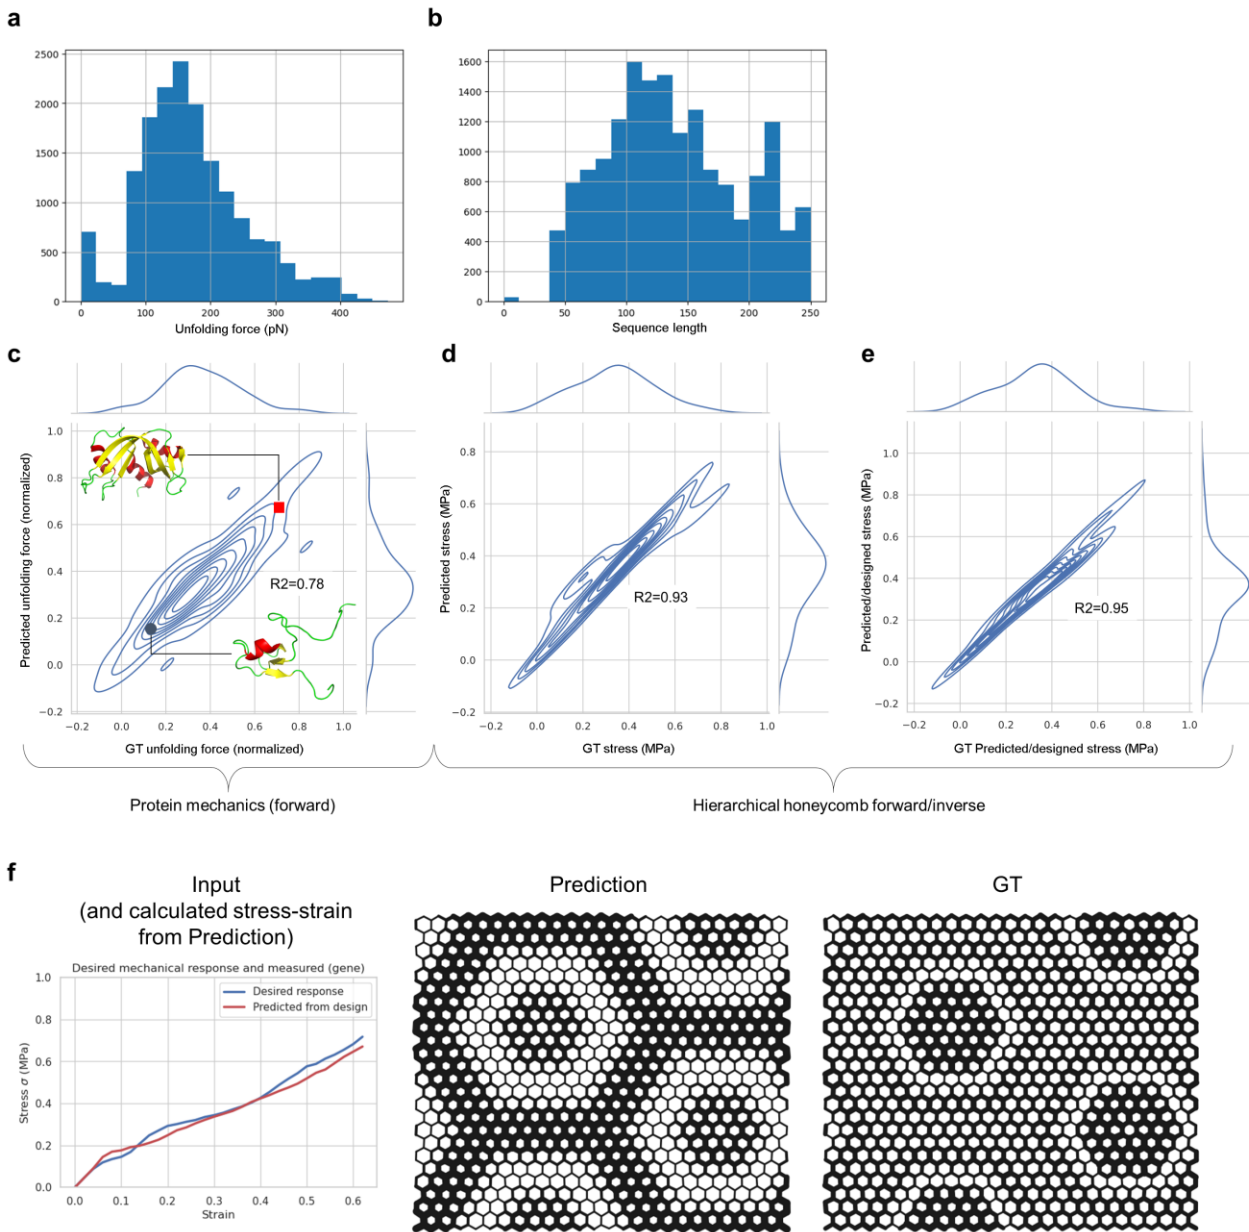 a
2500
2000
1500
1000
500
0
0 100 200 300 400
Unfolding force (pN)
b
1600
1400
1200
1000
800
600
400
200
0
0 50 100 150 200 250
Sequence length
c
1.0
0.8
0.6
0.4
0.2
0.0
−0.2
Predicted unfolding force (normalized)
R2=0.78
−0.2 0.0 0.2 0.4 0.6 0.8 1.0
GT unfolding force (normalized)
d
0.8
0.6
0.4
0.2
0.0
−0.2
Predicted stress (MPa)
R2=0.93
−0.2 0.0 0.2 0.4 0.6 0.8 1.0
GT stress (MPa)
e
1.0
0.8
0.6
0.4
0.2
0.0
−0.2
Predicted/designed stress (MPa)
R2=0.95
−0.2 0.0 0.2 0.4 0.6 0.8 1.0
GT Predicted/designed stress (MPa)
Protein mechanics (forward)
Hierarchical honeycomb forward/inverse
f
Input
(and calculated stress-strain
from Prediction)
Desired mechanical response and measured (gene)
Desired response
Predicted from design
1.0
0.8
0.6
0.4
0.2
0.0
Stress σ (MPa)
0.0 0.1 0.2 0.3 0.4 0.5 0.6
Strain
Prediction
GT